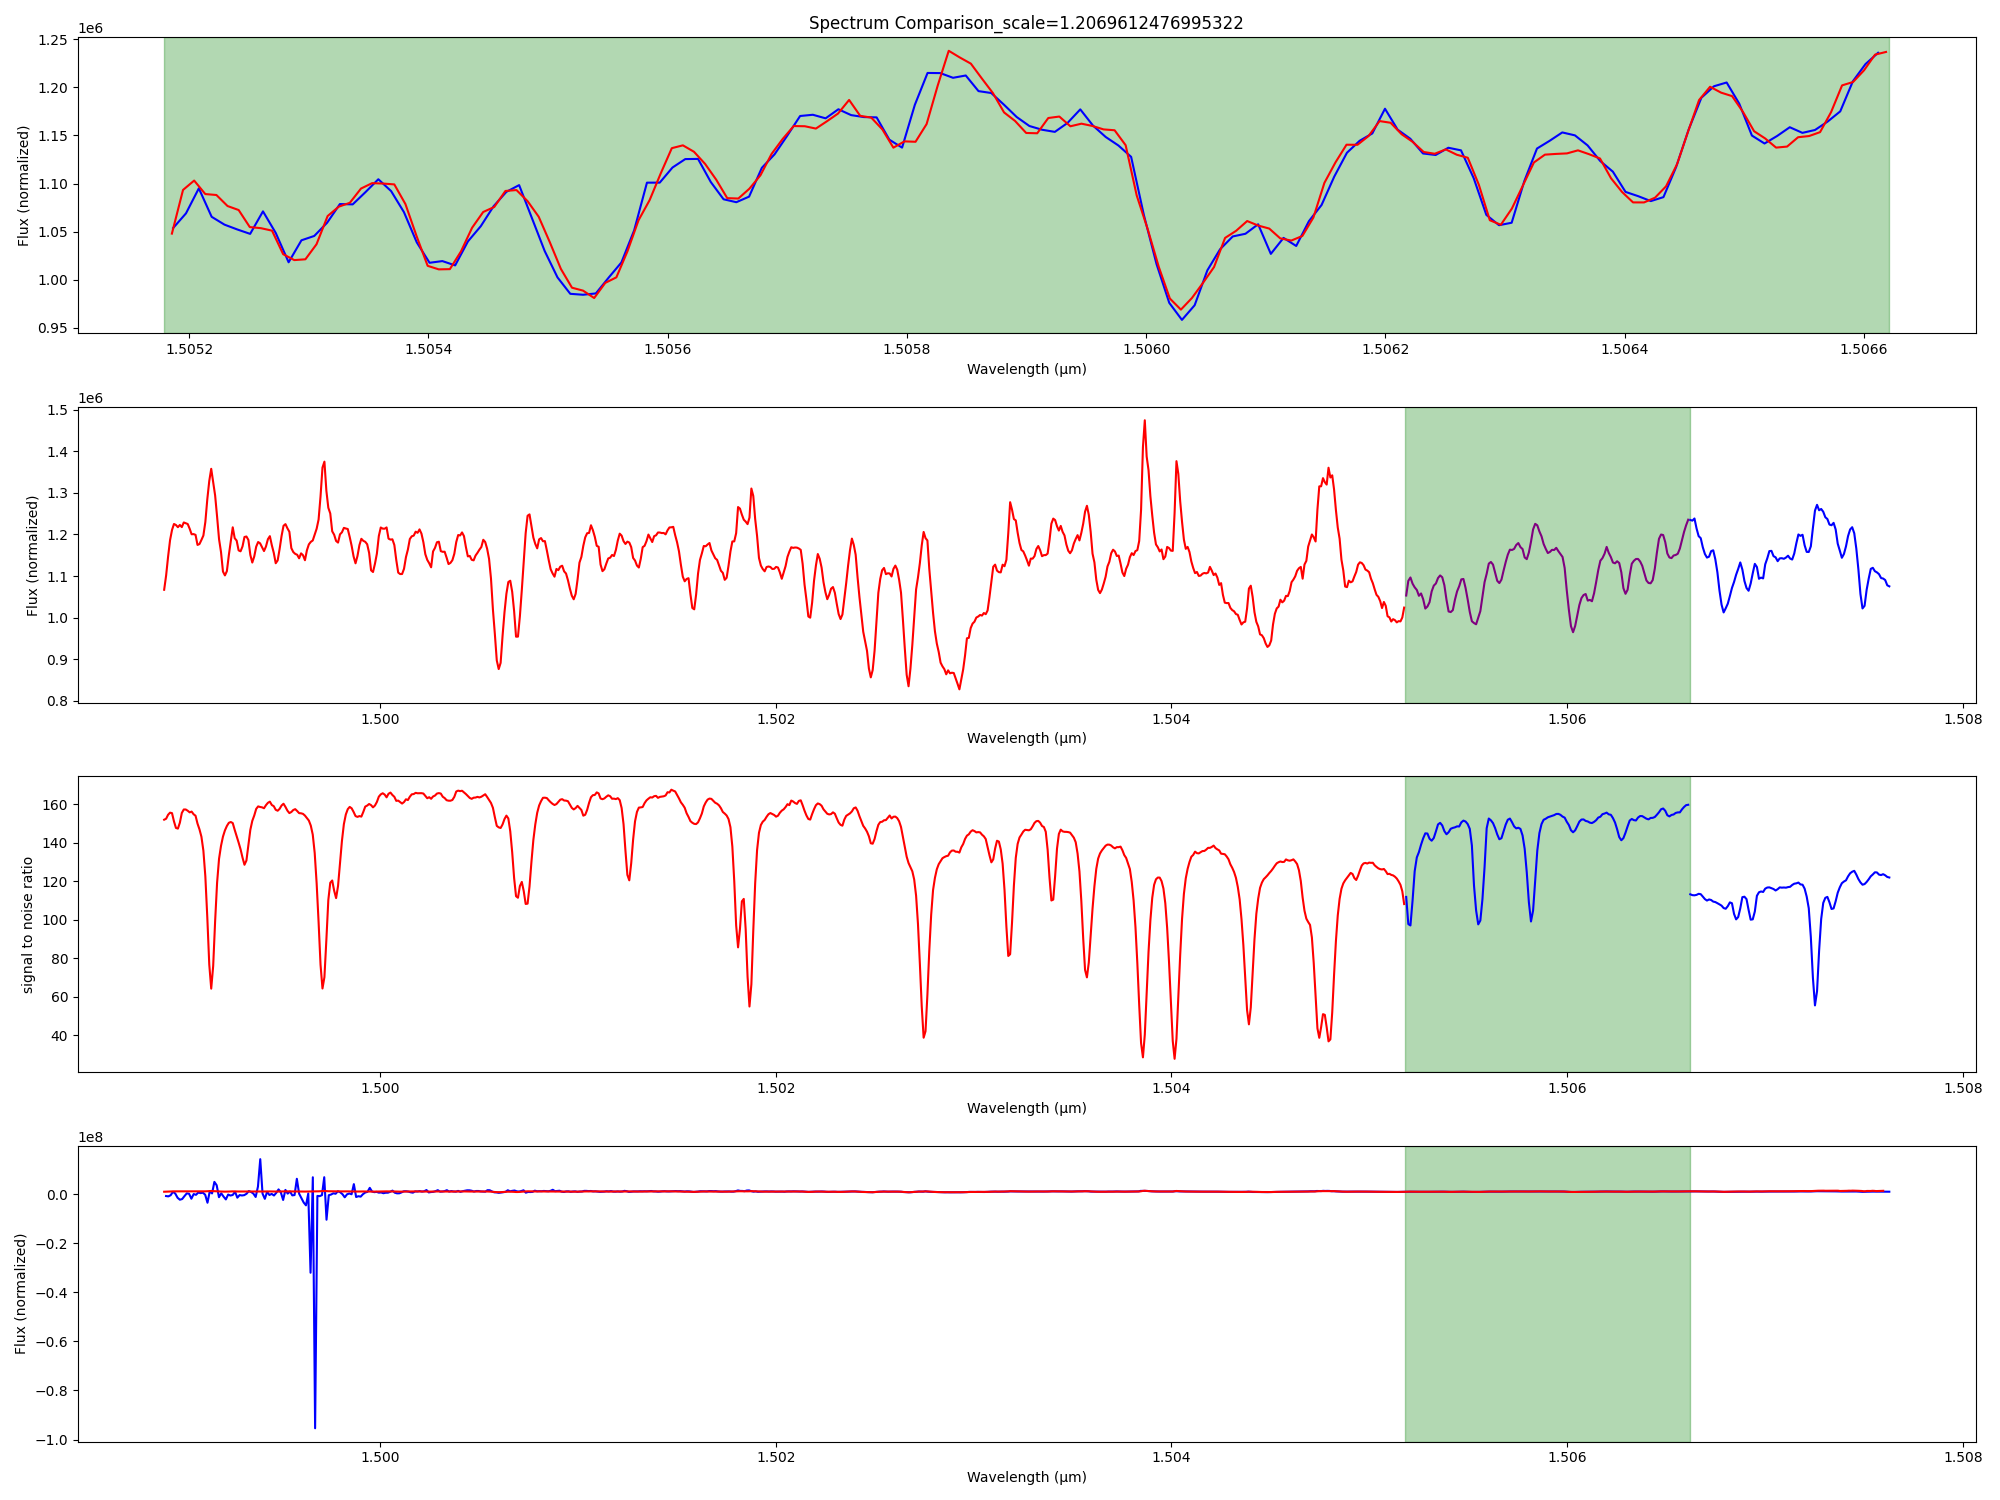 Spectrum Comparison_scale=1.2069612476995322
1e6
1.25
1.20
1.15
1.10
1.05
1.00
0.95
Flux (normalized)
1.5052 1.5054 1.5056 1.5058 1.5060 1.5062 1.5064 1.5066
Wavelength (μm)
1e6
1.5
1.4
1.3
1.2
1.1
1.0
0.9
0.8
Flux (normalized)
1.500 1.502 1.504 1.506 1.508
Wavelength (μm)
160
140
120
100
80
60
40
signal to noise ratio
1.500 1.502 1.504 1.506 1.508
Wavelength (μm)
1e8
0.0
−0.2
−0.4
−0.6
−0.8
−1.0
Flux (normalized)
1.500 1.502 1.504 1.506 1.508
Wavelength (μm)